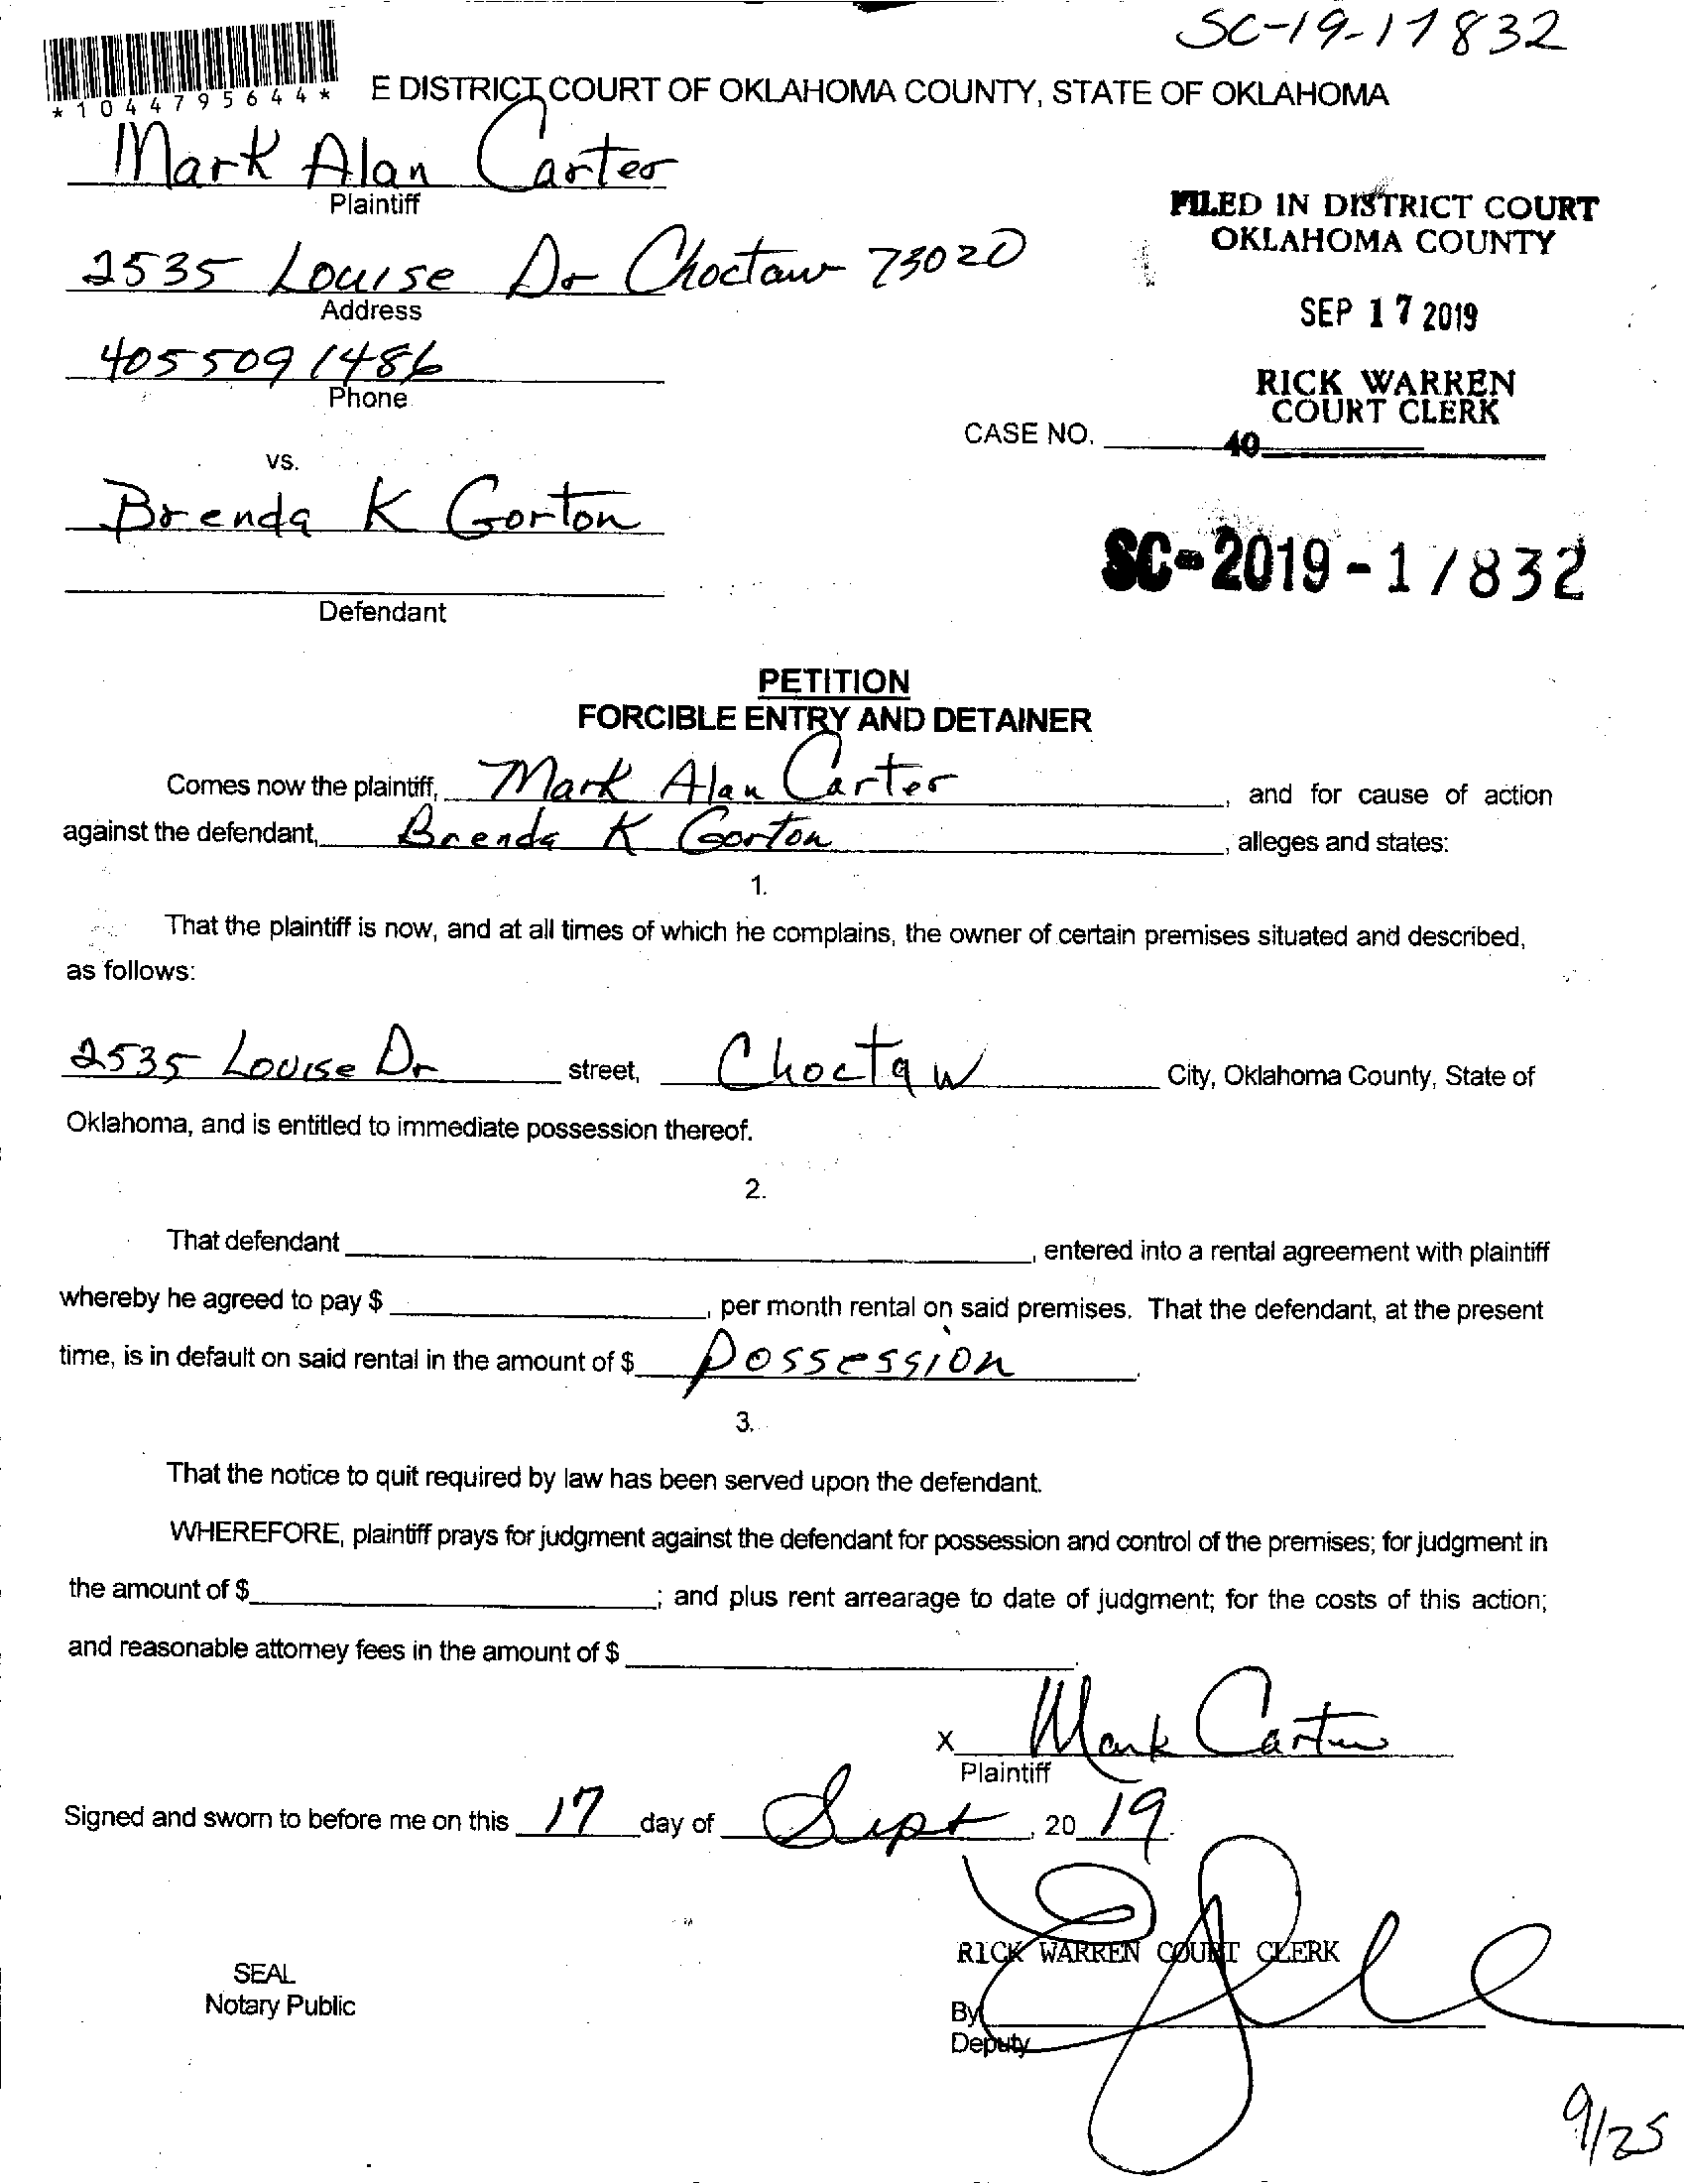 SC-19-17832
*1044795644*
E DISTRICT COURT OF OKLAHOMA COUNTY, STATE OF OKLAHOMA
Mark Alan Carter
Plaintiff
2535 Louise Dr Choctaw 73020
Address
405 509 1486
Phone
FILED IN DISTRICT COURT
OKLAHOMA COUNTY
SEP 17 2019
RICK WARREN
COURT CLERK
CASE NO. 40
vs.
Brenda K Gorton
Defendant
SC-2019-17832
PETITION
FORCIBLE ENTRY AND DETAINER
Comes now the plaintiff, Mark Alan Carter, and for cause of action
against the defendant, Brenda K Gorton, alleges and states:
1.
That the plaintiff is now, and at all times of which he complains, the owner of certain premises situated and described,
as follows:
2535 Louise Dr street, Choctaw City, Oklahoma County, State of
Oklahoma, and is entitled to immediate possession thereof.
2.
That defendant , entered into a rental agreement with plaintiff
whereby he agreed to pay $ , per month rental on said premises. That the defendant, at the present
time, is in default on said rental in the amount of $ Possession.
3.
That the notice to quit required by law has been served upon the defendant.
WHEREFORE, plaintiff prays for judgment against the defendant for possession and control of the premises; for judgment in
the amount of $ ; and plus rent arrearage to date of judgment; for the costs of this action;
and reasonable attorney fees in the amount of $ .
x Mark Carter
Plaintiff
Signed and sworn to before me on this 17 day of Sept, 20 19.
RICK WARREN COURT CLERK
SEAL
Notary Public
By
Deputy
9/25